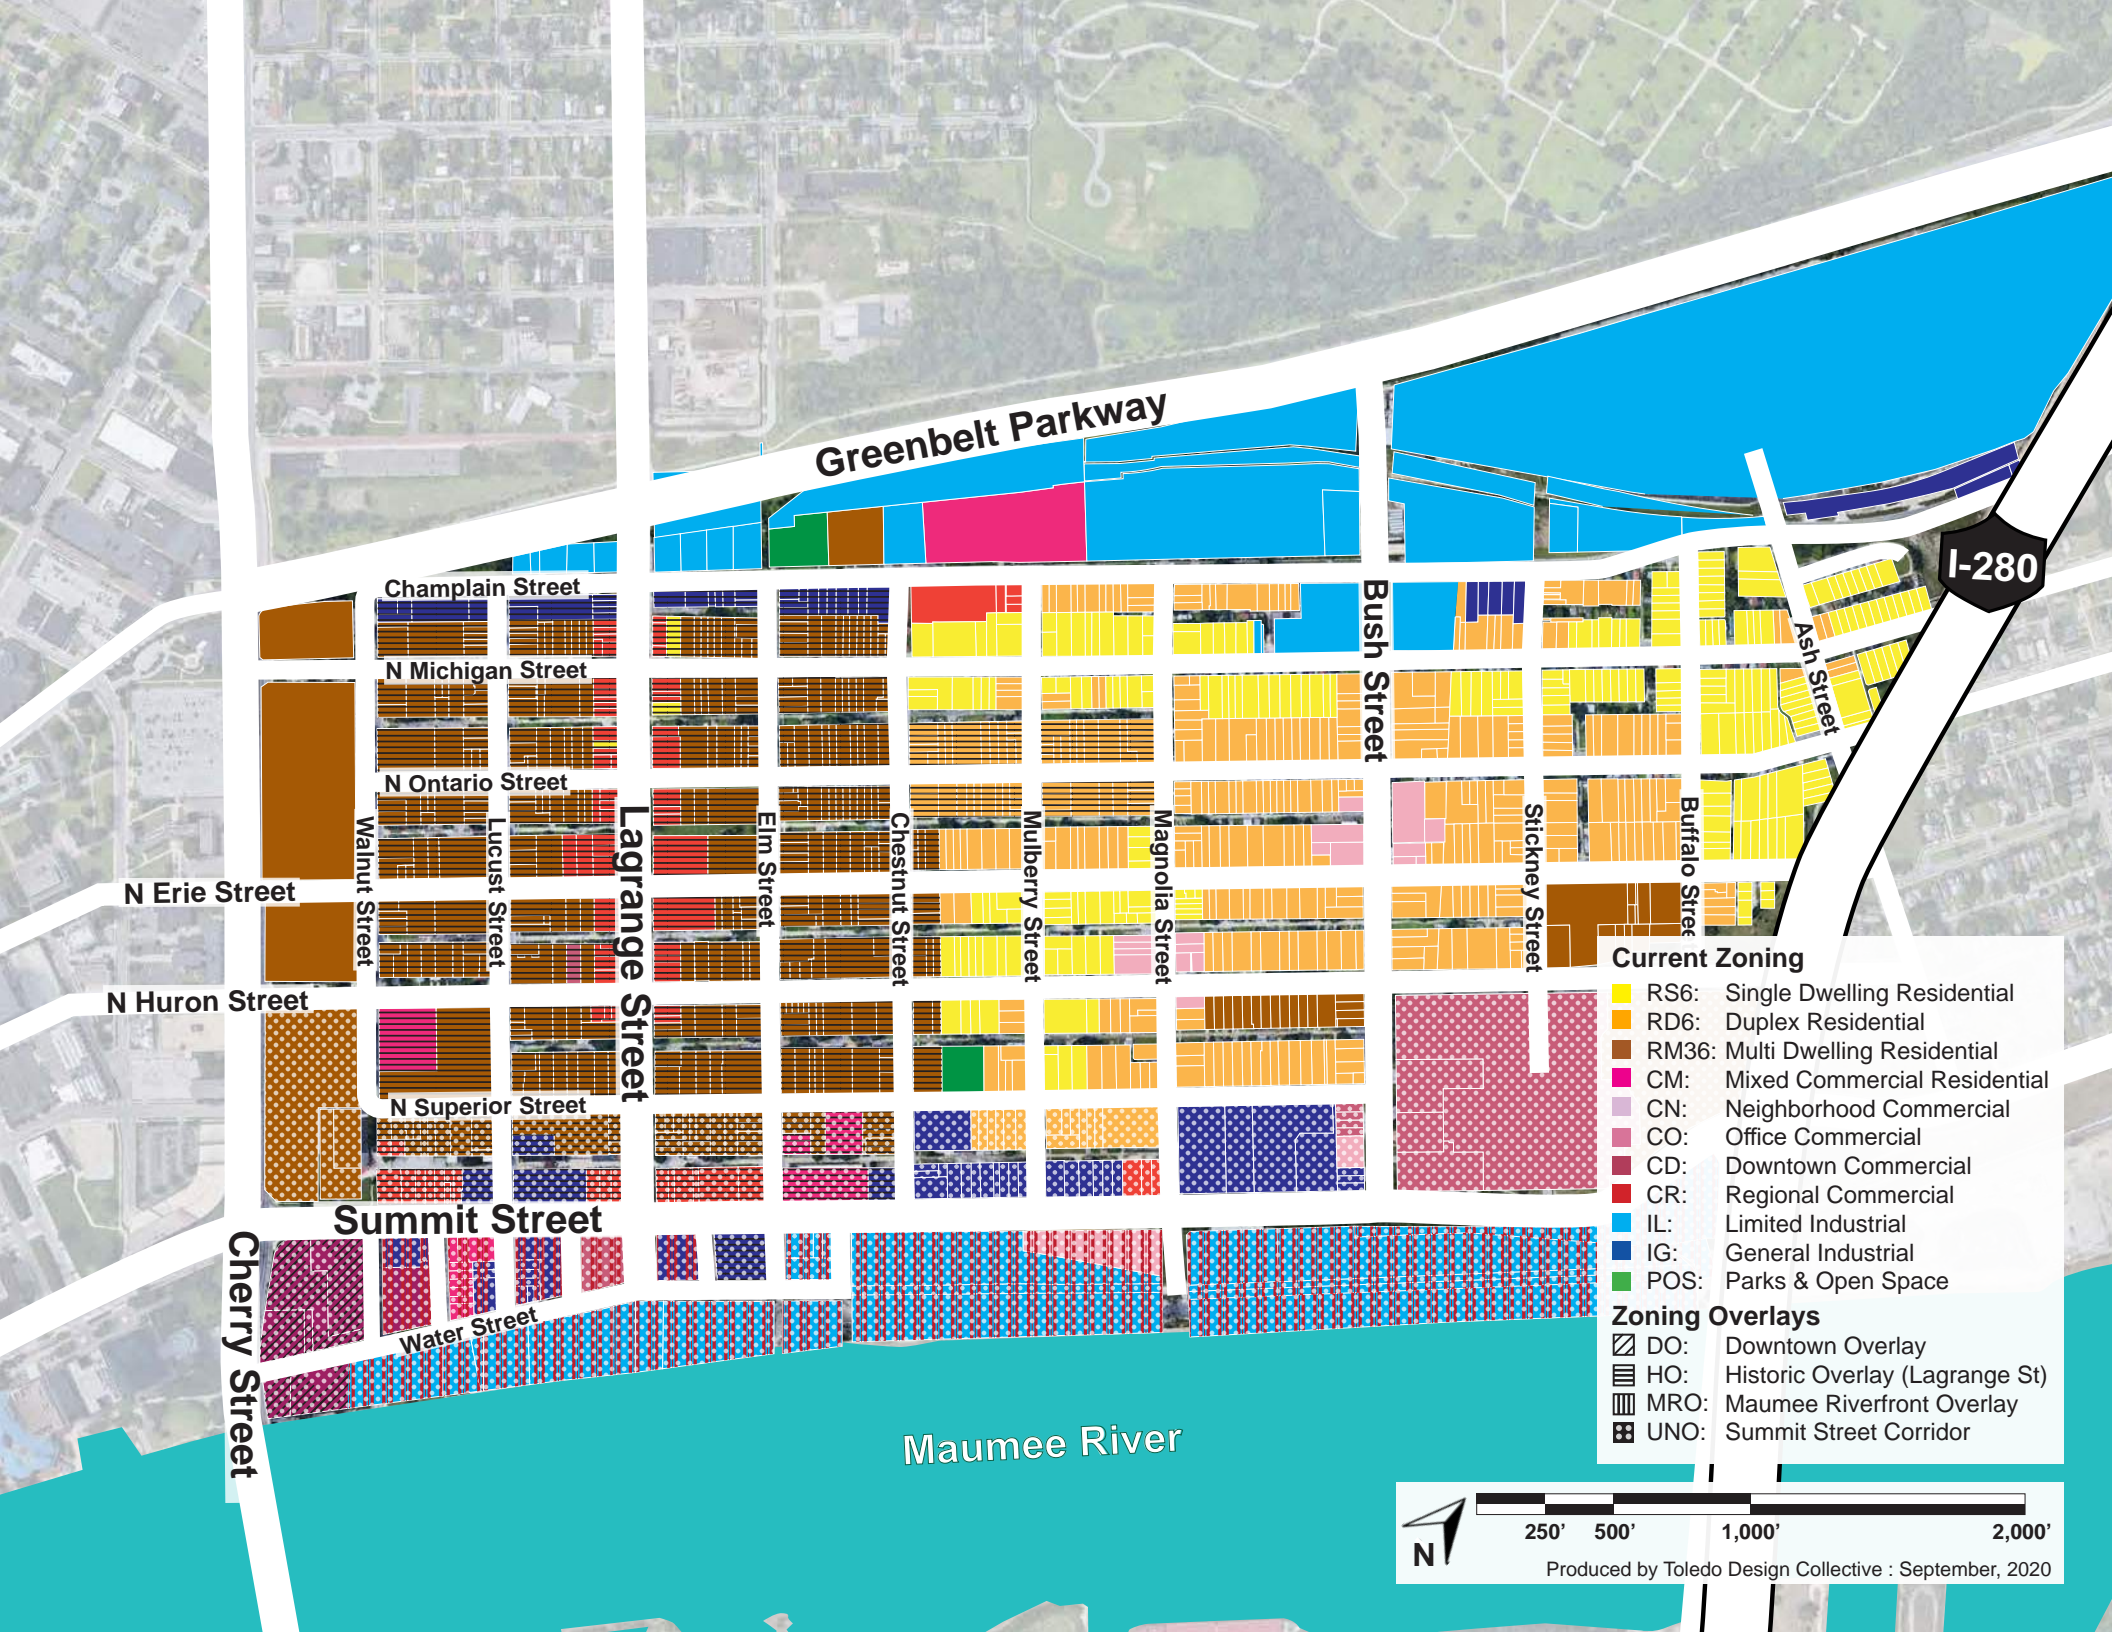 Greenbelt Parkway
I-280
Champlain Street
N Michigan Street
Bush Street
Ash Street
N Ontario Street
Walnut Street
Lucust Street
Lagrange Street
Elm Street
Chestnut Street
Mulberry Street
Magnolia Street
Stickney Street
Buffalo Stree
N Erie Street
N Huron Street
N Superior Street
Summit Street
Cherry Street
Water Street
Maumee River
Current Zoning
RS6: Single Dwelling Residential
RD6: Duplex Residential
RM36: Multi Dwelling Residential
CM: Mixed Commercial Residential
CN: Neighborhood Commercial
CO: Office Commercial
CD: Downtown Commercial
CR: Regional Commercial
IL: Limited Industrial
IG: General Industrial
POS: Parks & Open Space
Zoning Overlays
DO: Downtown Overlay
HO: Historic Overlay (Lagrange St)
MRO: Maumee Riverfront Overlay
UNO: Summit Street Corridor
N
250’ 500’ 1,000’ 2,000’
Produced by Toledo Design Collective : September, 2020